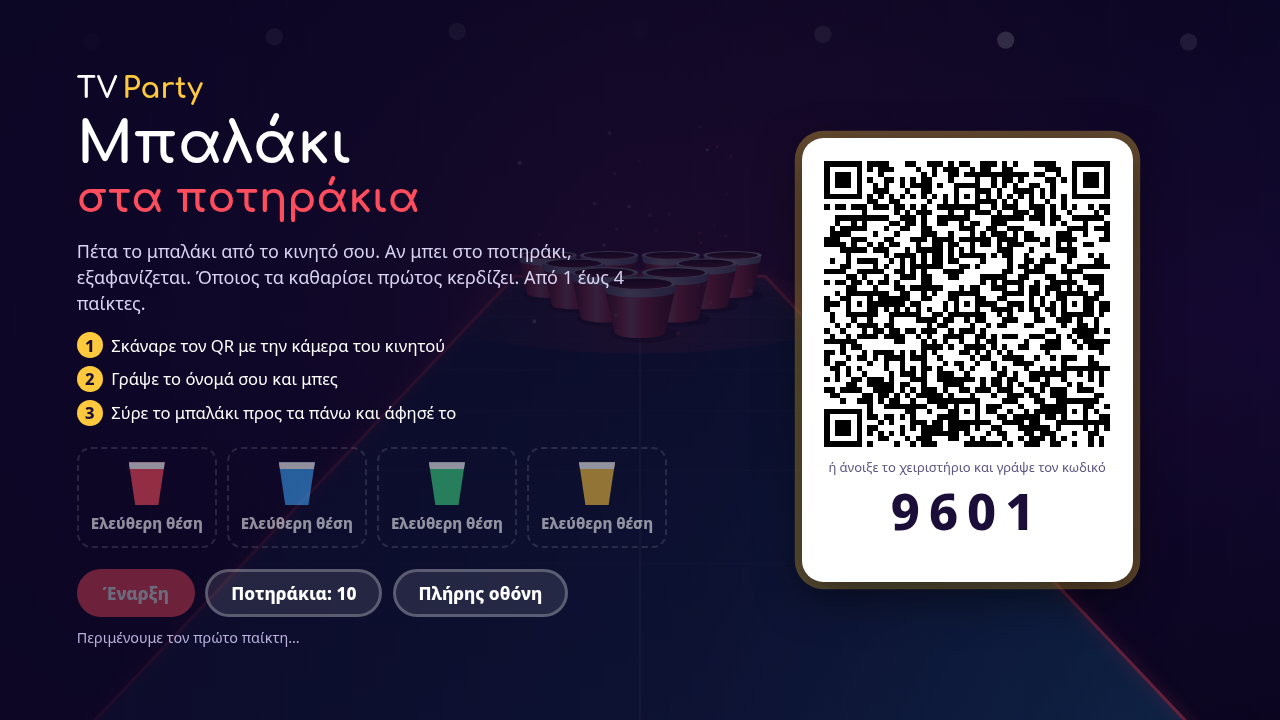 TV Party
Μπαλάκι
στα ποτηράκια
Πέτα το μπαλάκι από το κινητό σου. Αν μπει στο ποτηράκι,
εξαφανίζεται. Όποιος τα καθαρίσει πρώτος κερδίζει. Από 1 έως 4
παίκτες.
1 Σκάναρε τον QR με την κάμερα του κινητού
2 Γράψε το όνομά σου και μπες
3 Σύρε το μπαλάκι προς τα πάνω και άφησέ το
Ελεύθερη θέση Ελεύθερη θέση Ελεύθερη θέση Ελεύθερη θέση
Έναρξη Ποτηράκια: 10 Πλήρης οθόνη
Περιμένουμε τον πρώτο παίκτη...
ή άνοιξε το χειριστήριο και γράψε τον κωδικό
9601